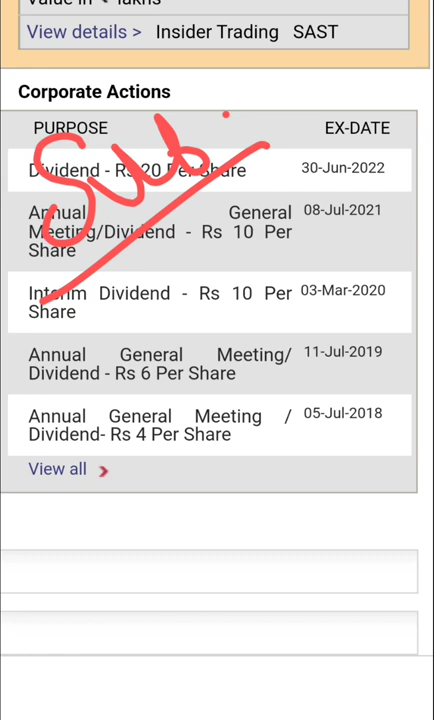 View details > Insider Trading SAST
Corporate Actions
PURPOSE EX-DATE
Dividend - Rs 20 Per Share 30-Jun-2022
Annual General 08-Jul-2021
Meeting/Dividend - Rs 10 Per
Share
Interim Dividend - Rs 10 Per 03-Mar-2020
Share
Annual General Meeting/ 11-Jul-2019
Dividend - Rs 6 Per Share
Annual General Meeting / 05-Jul-2018
Dividend- Rs 4 Per Share
View all